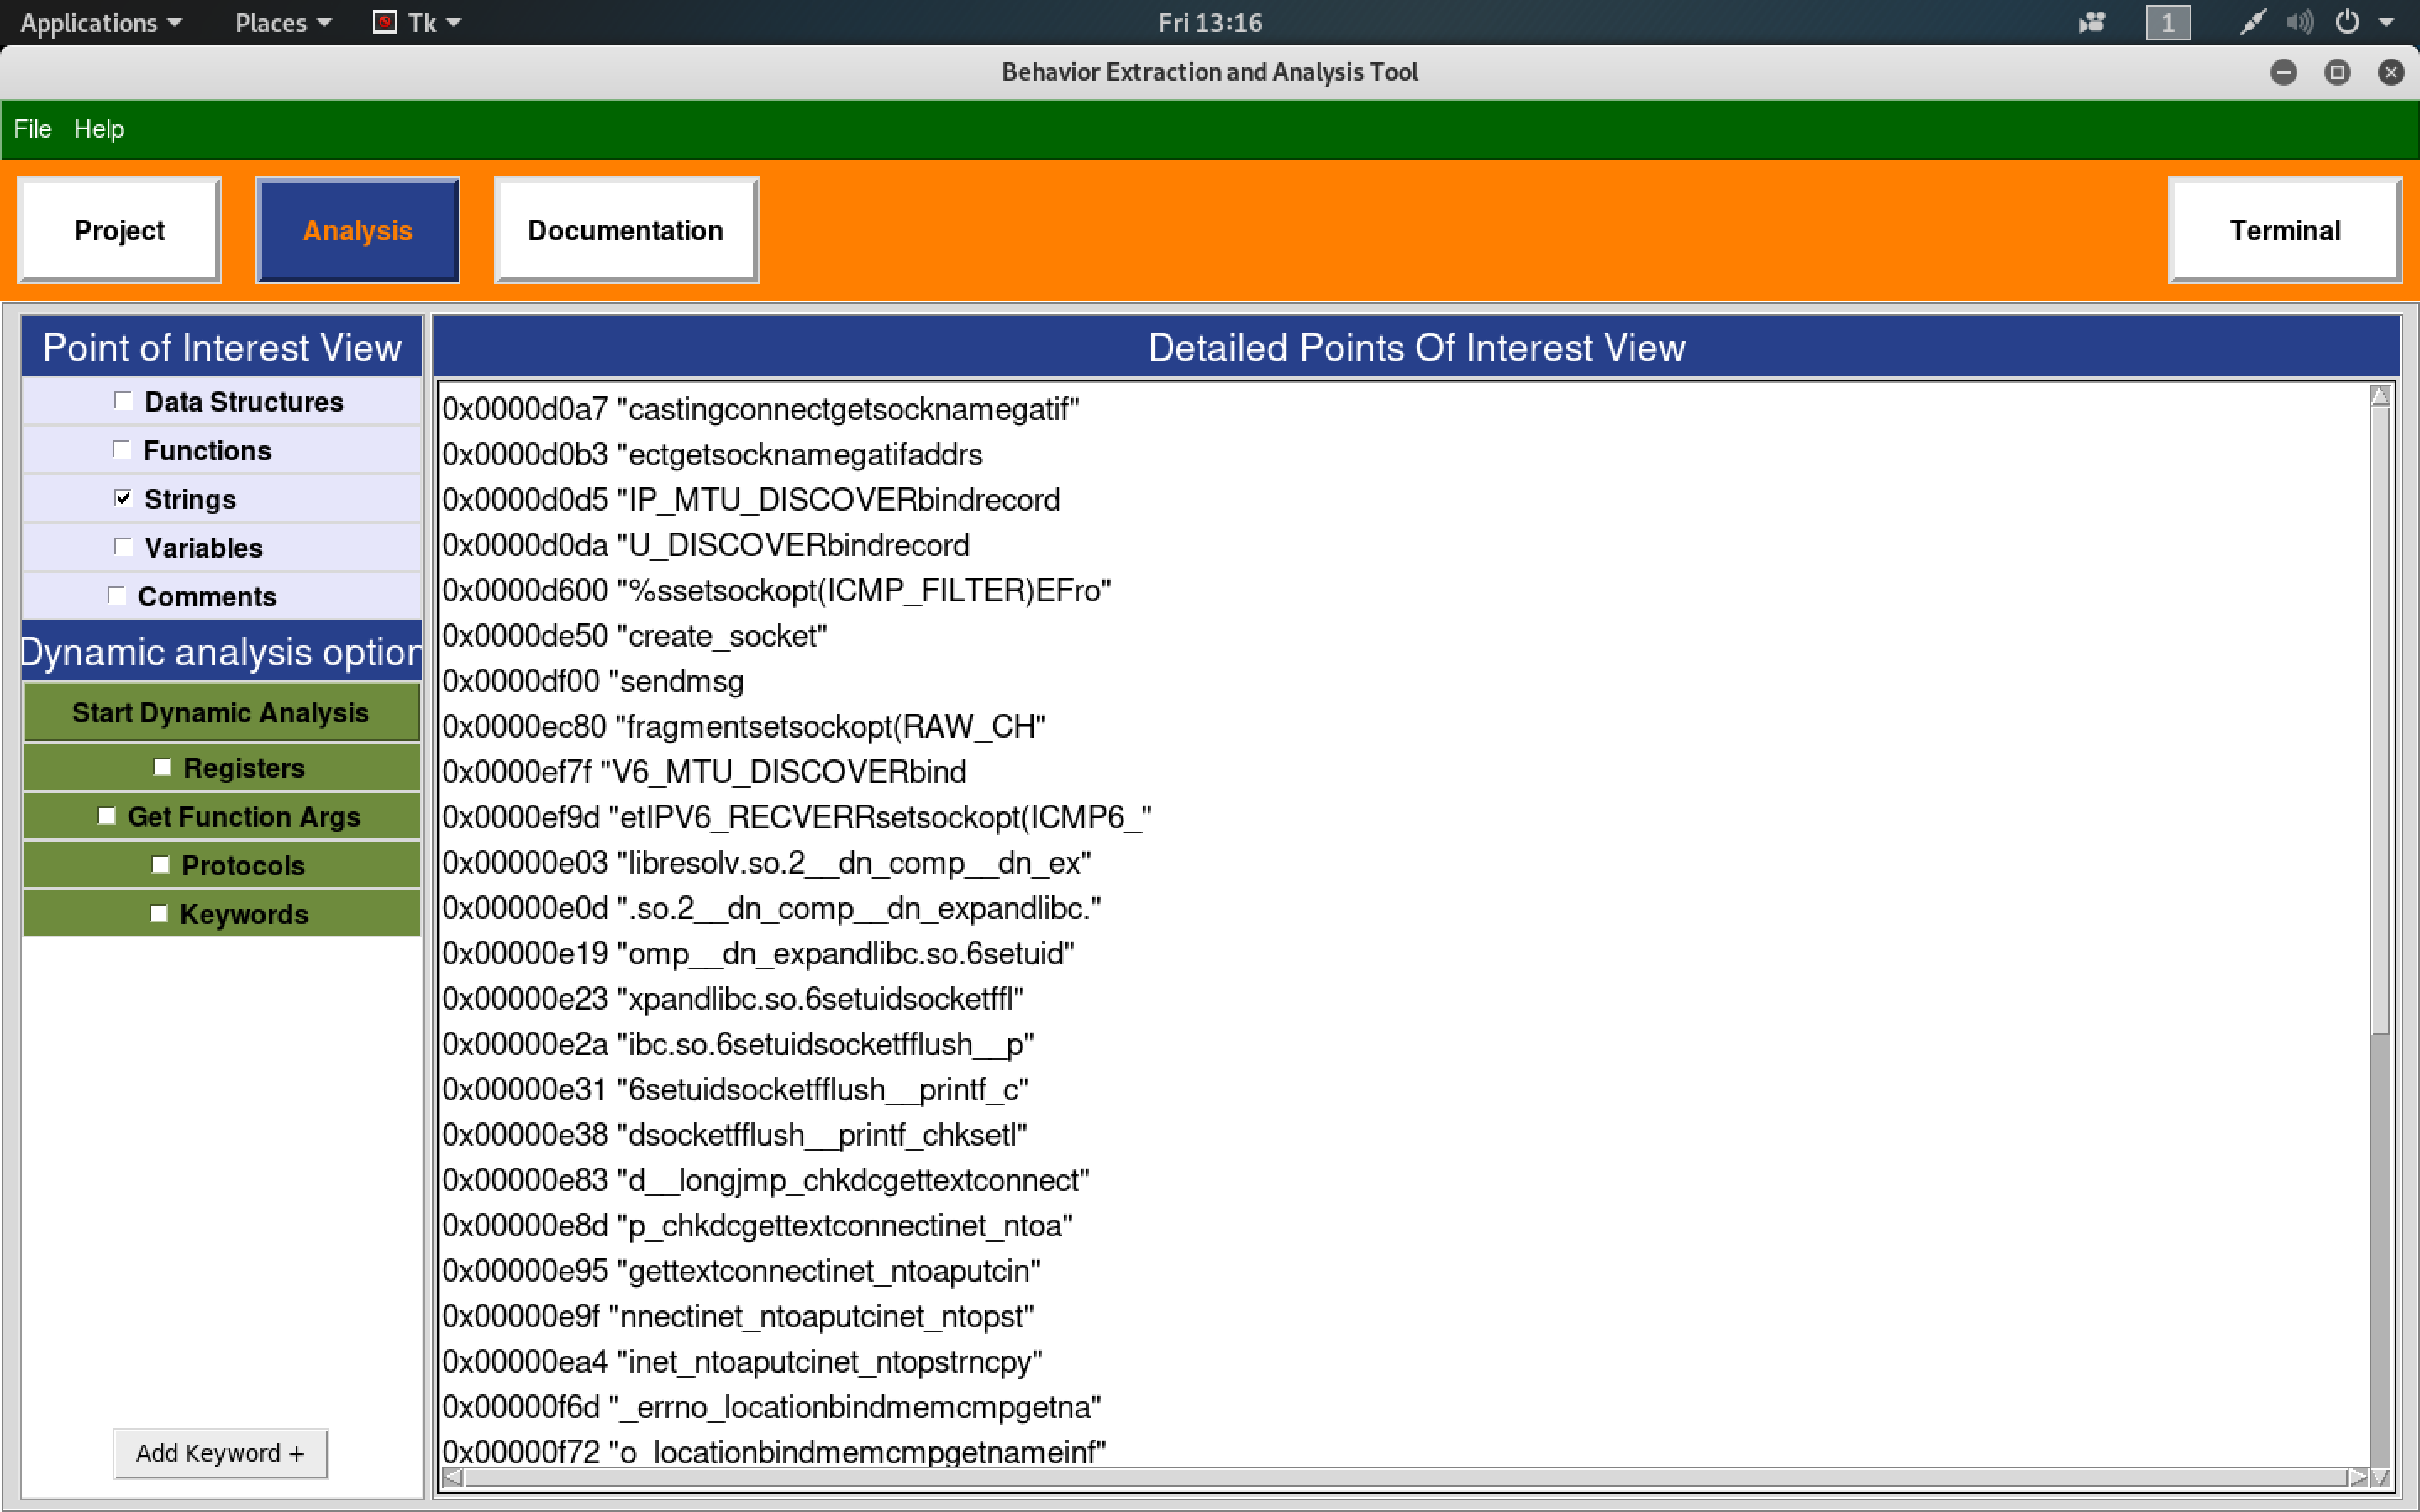 Applications Places Tk Fri 13:16 1
Behavior Extraction and Analysis Tool
File Help
Project Analysis Documentation Terminal
Point of Interest View
Data Structures
Functions
Strings
Variables
Comments
Dynamic analysis option
Start Dynamic Analysis
Registers
Get Function Args
Protocols
Keywords
Add Keyword +
Detailed Points Of Interest View
0x0000d0a7 "castingconnectgetsocknamegatif"
0x0000d0b3 "ectgetsocknamegatifaddrs
0x0000d0d5 "IP_MTU_DISCOVERbindrecord
0x0000d0da "U_DISCOVERbindrecord
0x0000d600 "%ssetsockopt(ICMP_FILTER)EFro"
0x0000de50 "create_socket"
0x0000df00 "sendmsg
0x0000ec80 "fragmentsetsockopt(RAW_CH"
0x0000ef7f "V6_MTU_DISCOVERbind
0x0000ef9d "etIPV6_RECVERRsetsockopt(ICMP6_"
0x00000e03 "libresolv.so.2__dn_comp__dn_ex"
0x00000e0d ".so.2__dn_comp__dn_expandlibc."
0x00000e19 "omp__dn_expandlibc.so.6setuid"
0x00000e23 "xpandlibc.so.6setuidsocketffl"
0x00000e2a "ibc.so.6setuidsocketfflush__p"
0x00000e31 "6setuidsocketfflush__printf_c"
0x00000e38 "dsocketfflush__printf_chksetl"
0x00000e83 "d__longjmp_chkdcgettextconnect"
0x00000e8d "p_chkdcgettextconnectinet_ntoa"
0x00000e95 "gettextconnectinet_ntoaputcin"
0x00000e9f "nnectinet_ntoaputcinet_ntopst"
0x00000ea4 "inet_ntoaputcinet_ntopstrncpy"
0x00000f6d "_errno_locationbindmemcmpgetna"
0x00000f72 "o_locationbindmemcmpgetnameinf"